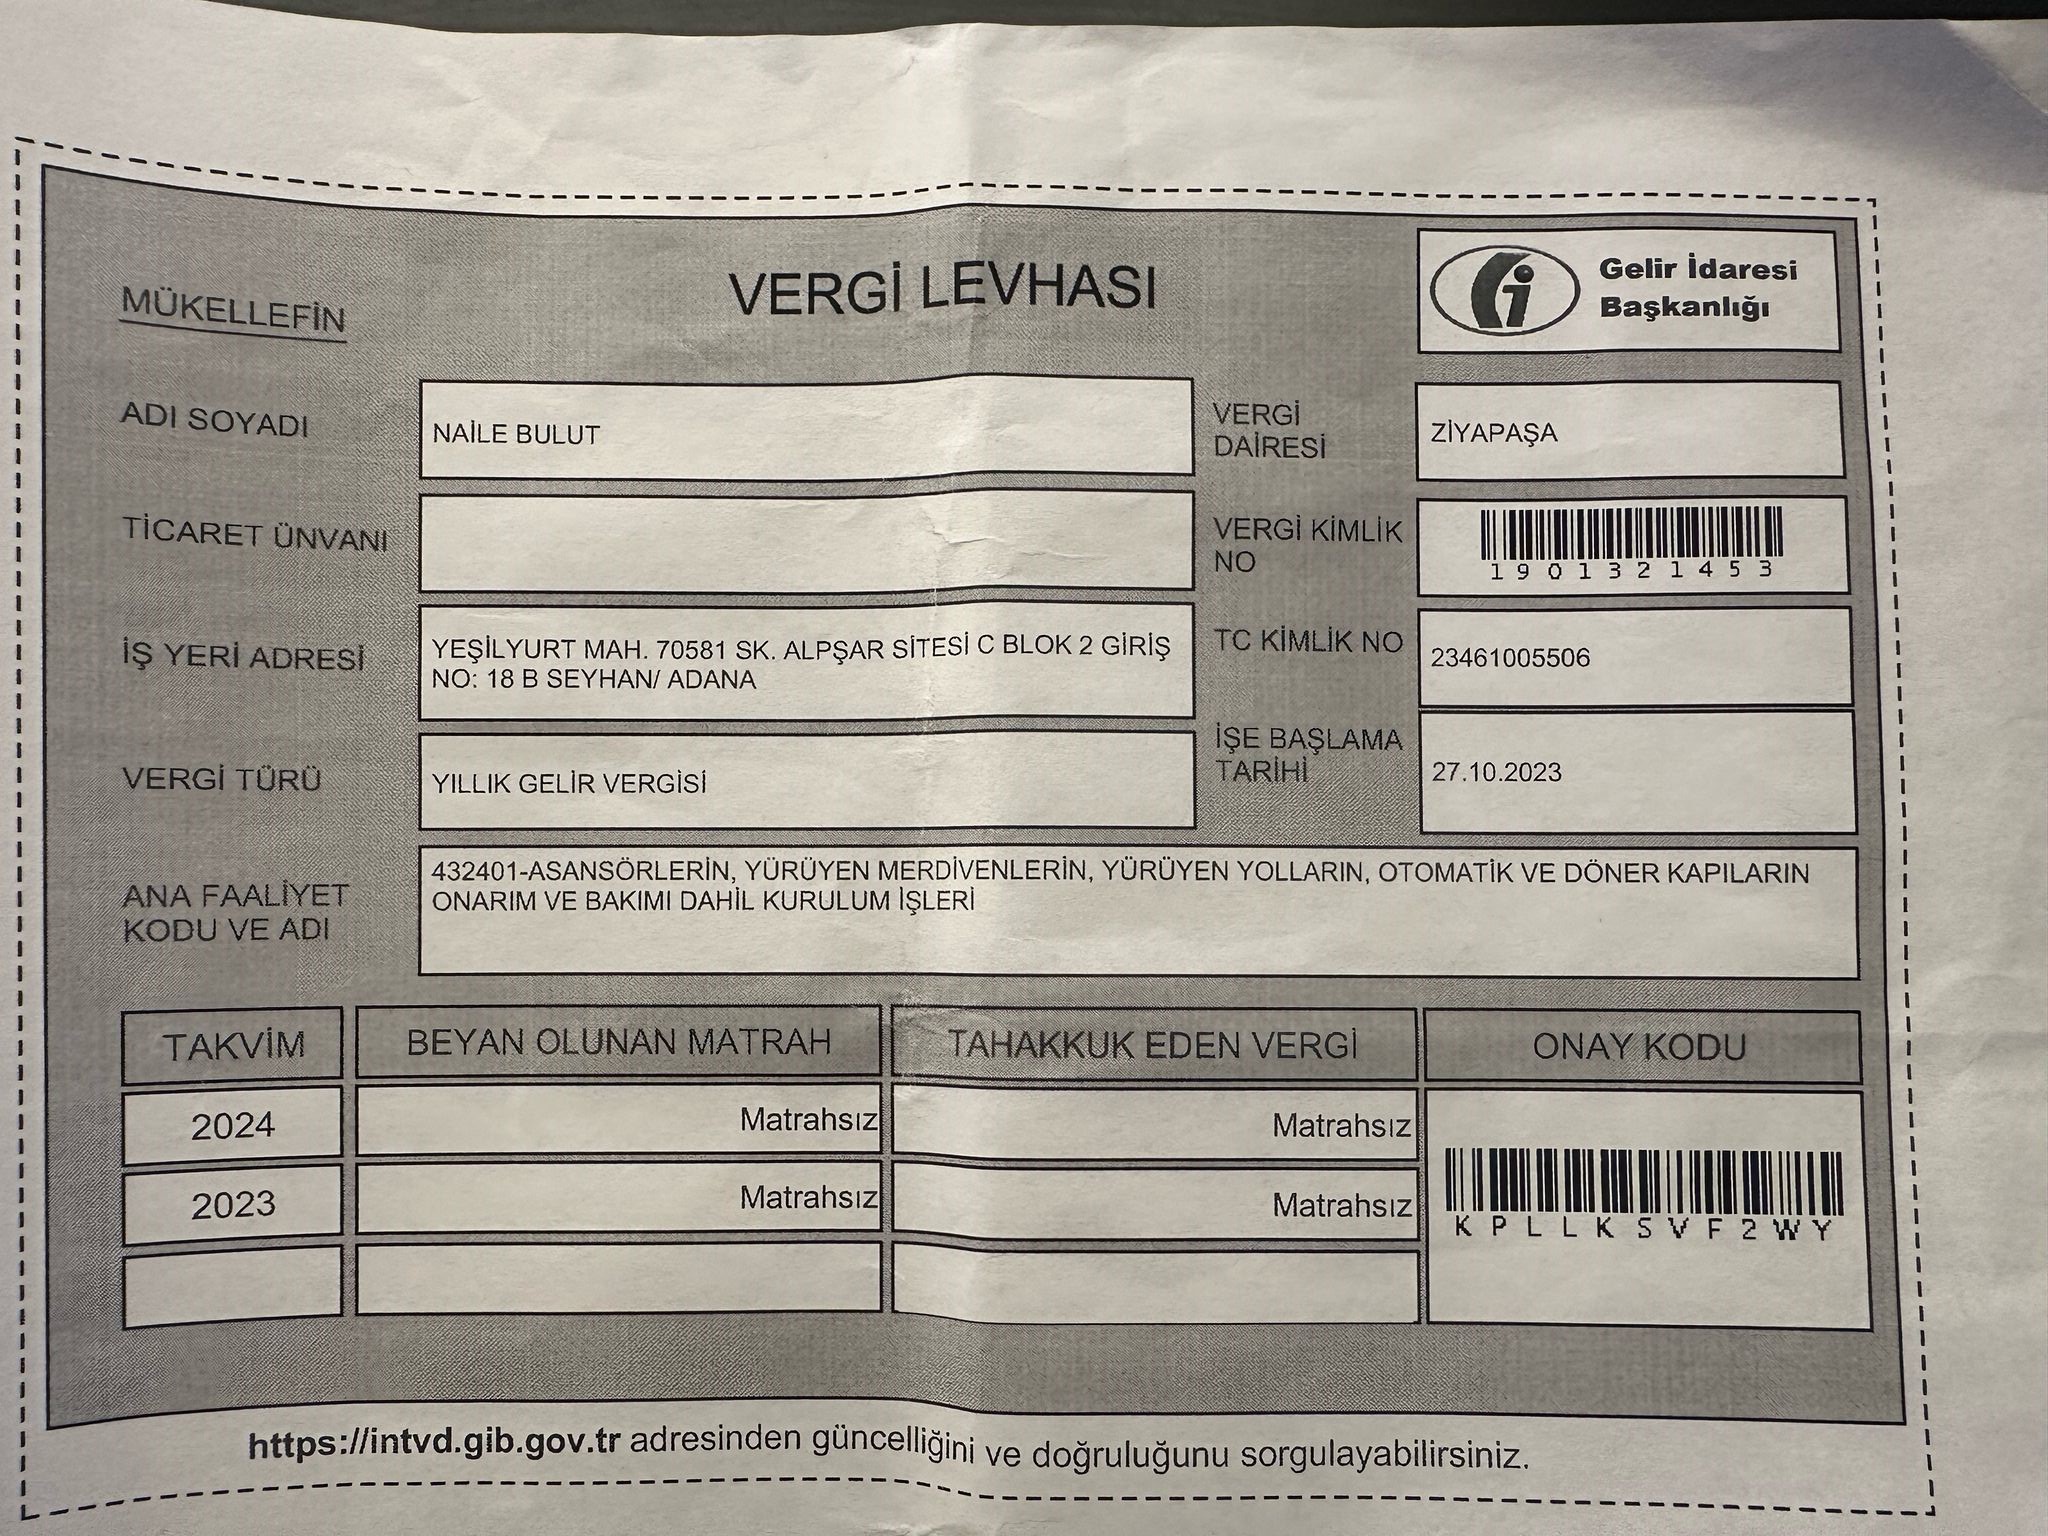 MÜKELLEFİN
VERGİ LEVHASI
Gelir İdaresi
Başkanlığı
ADI SOYADI
NAİLE BULUT
VERGİ
DAİRESİ
ZİYAPAŞA
TİCARET ÜNVANI
VERGİ KİMLİK
NO
1901321453
İŞ YERİ ADRESİ
YEŞİLYURT MAH. 70581 SK. ALPŞAR SİTESİ C BLOK 2 GİRİŞ
NO: 18 B SEYHAN/ ADANA
TC KİMLİK NO
23461005506
VERGİ TÜRÜ
YILLIK GELİR VERGİSİ
İŞE BAŞLAMA
TARİHİ
27.10.2023
ANA FAALİYET
KODU VE ADI
432401-ASANSÖRLERİN, YÜRÜYEN MERDİVENLERİN, YÜRÜYEN YOLLARIN, OTOMATİK VE DÖNER KAPILARIN
ONARIM VE BAKIMI DAHİL KURULUM İŞLERİ
TAKVİM BEYAN OLUNAN MATRAH TAHAKKUK EDEN VERGİ ONAY KODU
2024 Matrahsız Matrahsız
2023 Matrahsız Matrahsız
KPLLKSVF2WY
https://intvd.gib.gov.tr adresinden güncelliğini ve doğruluğunu sorgulayabilirsiniz.